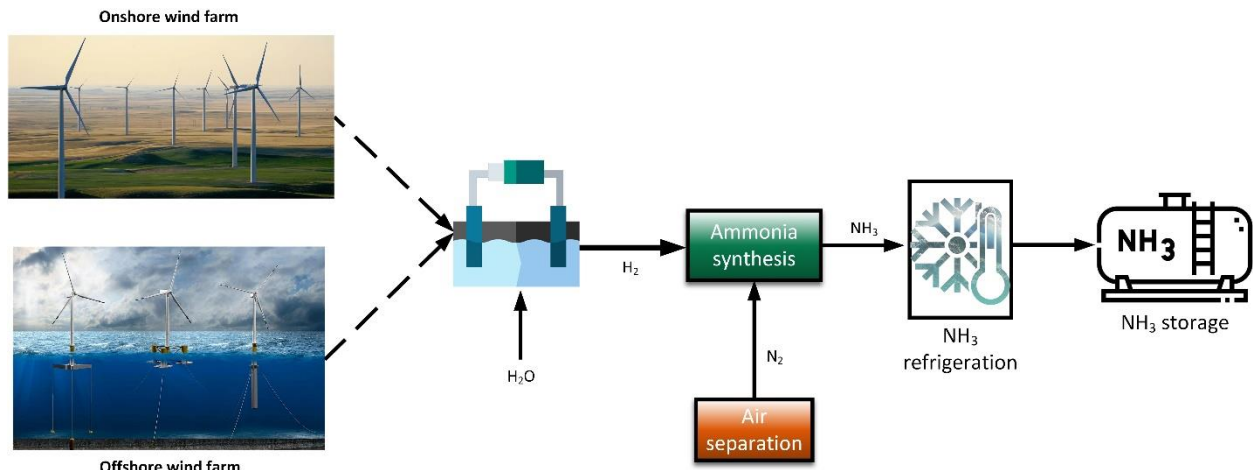 Onshore wind farm
Offshore wind farm
H₂O
H₂
Ammonia
synthesis
N₂
Air
separation
NH₃
NH₃
refrigeration
NH₃
NH₃ storage